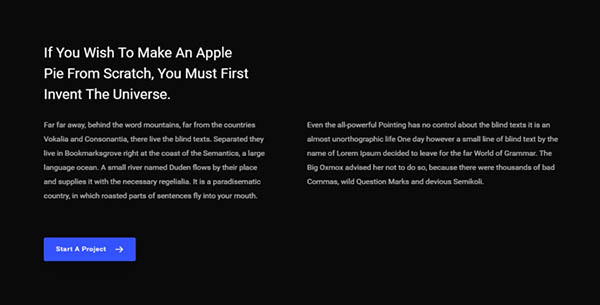 If You Wish To Make An Apple
Pie From Scratch, You Must First
Invent The Universe.
Far far away, behind the word mountains, far from the countries
Vokalia and Consonantia, there live the blind texts. Separated they
live in Bookmarksgrove right at the coast of the Semantics, a large
language ocean. A small river named Duden flows by their place
and supplies it with the necessary regelialia. It is a paradisematic
country, in which roasted parts of sentences fly into your mouth.
Even the all-powerful Pointing has no control about the blind texts it is an
almost unorthographic life One day however a small line of blind text by the
name of Lorem Ipsum decided to leave for the far World of Grammar. The
Big Oxmox advised her not to do so, because there were thousands of bad
Commas, wild Question Marks and devious Semikoli.
Start A Project